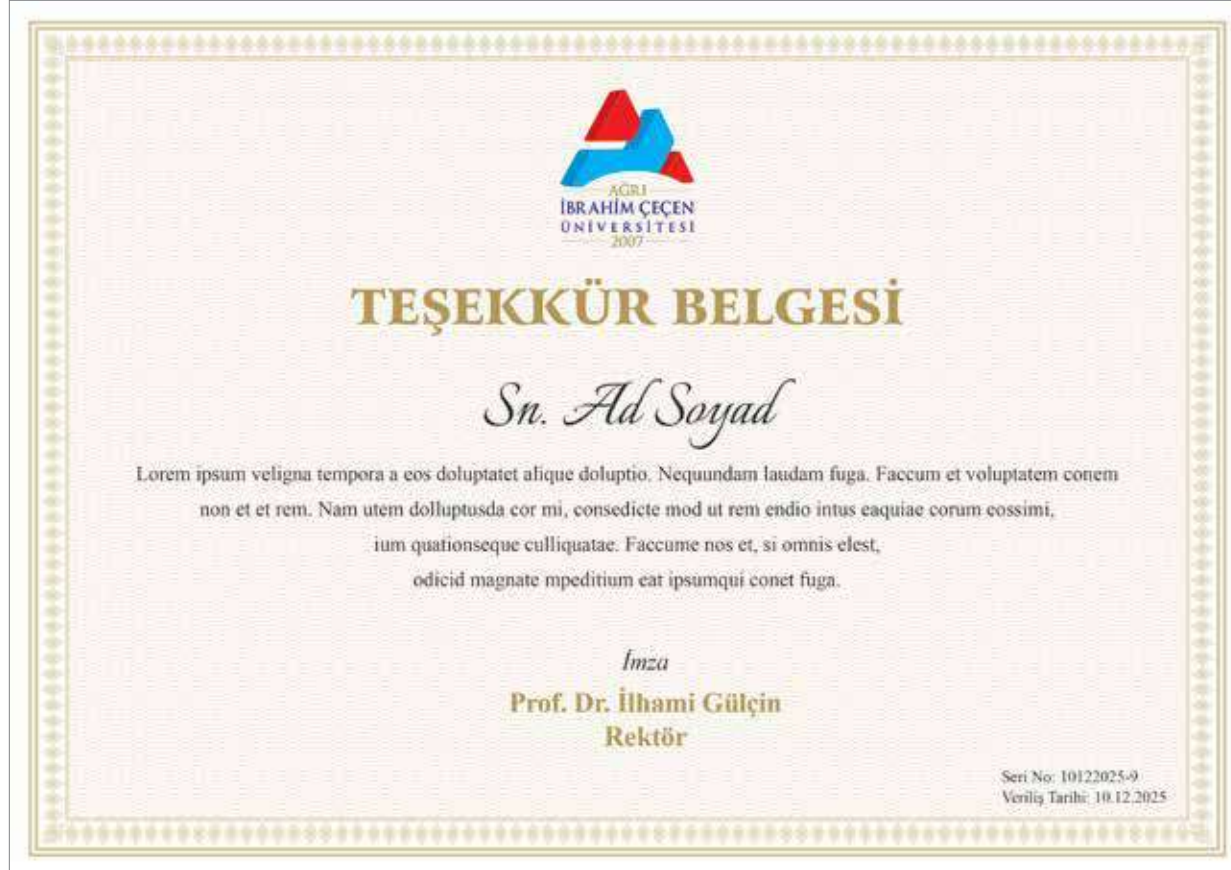 AĞRI
İBRAHİM ÇEÇEN
ÜNİVERSİTESİ
2007
TEŞEKKÜR BELGESİ
Sn. Ad Soyad
Lorem ipsum veligna tempora a eos doluptatet alique doluptio. Nequundam laudam fuga. Faccum et voluptatem conem
non et et rem. Nam utem dolluptusda cor mi, consedicte mod ut rem endio intus eaquiae corum eossimi,
ium quationseque culliquatae. Faccume nos et, si omnis elest,
odicid magnate mpeditium eat ipsumqui conet fuga.
İmza
Prof. Dr. İlhami Gülçin
Rektör
Seri No: 10122025-9
Veriliş Tarihi: 10.12.2025